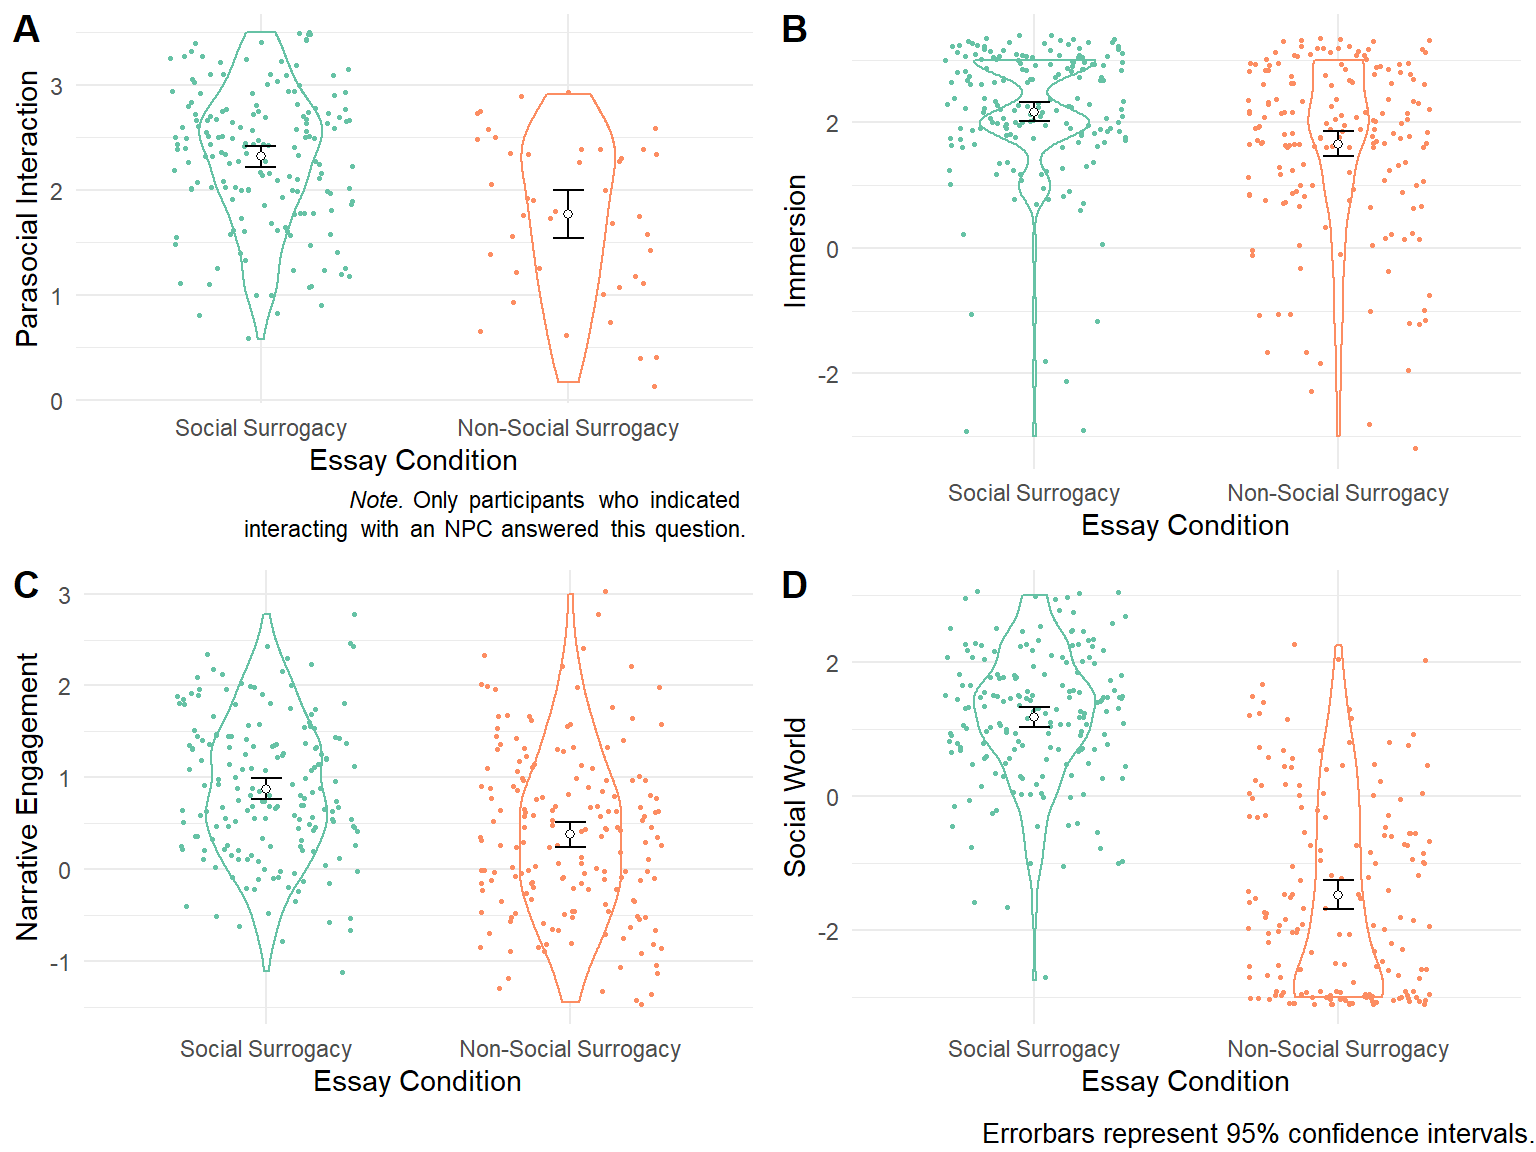 A
Parasocial Interaction
3
2
1
0
Social Surrogacy
Non-Social Surrogacy
Essay Condition
Note. Only participants who indicated
interacting with an NPC answered this question.
B
Immersion
2
0
-2
Social Surrogacy
Non-Social Surrogacy
Essay Condition
C
Narrative Engagement
3
2
1
0
-1
Social Surrogacy
Non-Social Surrogacy
Essay Condition
D
Social World
2
0
-2
Social Surrogacy
Non-Social Surrogacy
Essay Condition
Errorbars represent 95% confidence intervals.